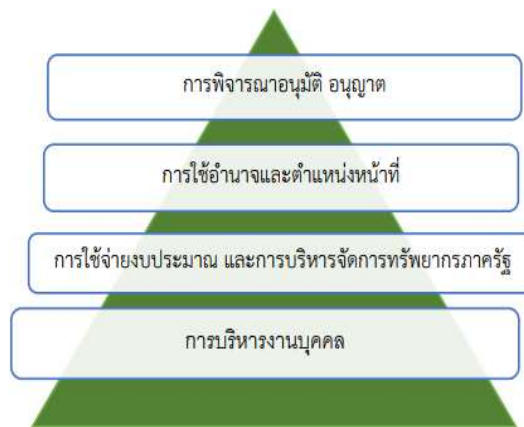 การพิจารณาอนุมัติ อนุญาต
การใช้อำนาจและตำแหน่งหน้าที่
การใช้จ่ายงบประมาณ และการบริหารจัดการทรัพยากรภาครัฐ
การบริหารงานบุคคล